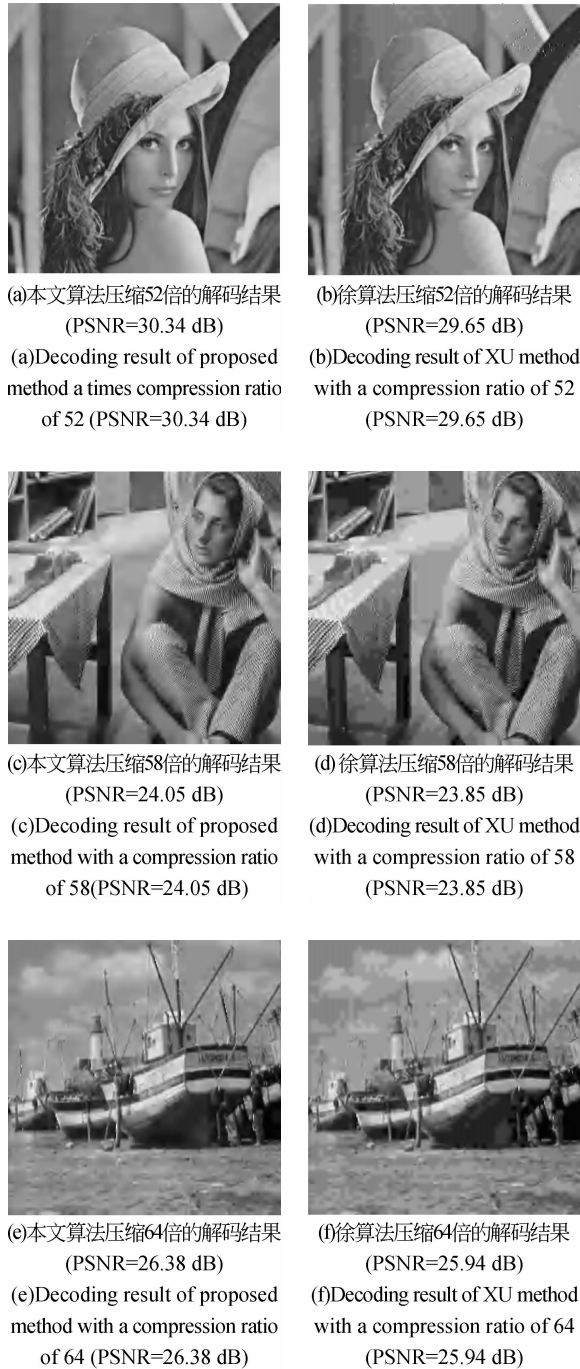 (a)本文算法压缩52倍的解码结果
(PSNR=30.34 dB)
(a)Decoding result of proposed
method a times compression ratio
of 52 (PSNR=30.34 dB)
(b)徐算法压缩52倍的解码结果
(PSNR=29.65 dB)
(b)Decoding result of XU method
with a compression ratio of 52
(PSNR=29.65 dB)
(c)本文算法压缩58倍的解码结果
(PSNR=24.05 dB)
(c)Decoding result of proposed
method with a compression ratio
of 58(PSNR=24.05 dB)
(d) 徐算法压缩58倍的解码结果
(PSNR=23.85 dB)
(d)Decoding result of XU method
with a compression ratio of 58
(PSNR=23.85 dB)
(e)本文算法压缩64倍的解码结果
(PSNR=26.38 dB)
(e)Decoding result of proposed
method with a compression ratio
of 64 (PSNR=26.38 dB)
(f)徐算法压缩64倍的解码结果
(PSNR=25.94 dB)
(f)Decoding result of XU method
with a compression ratio of 64
(PSNR=25.94 dB)